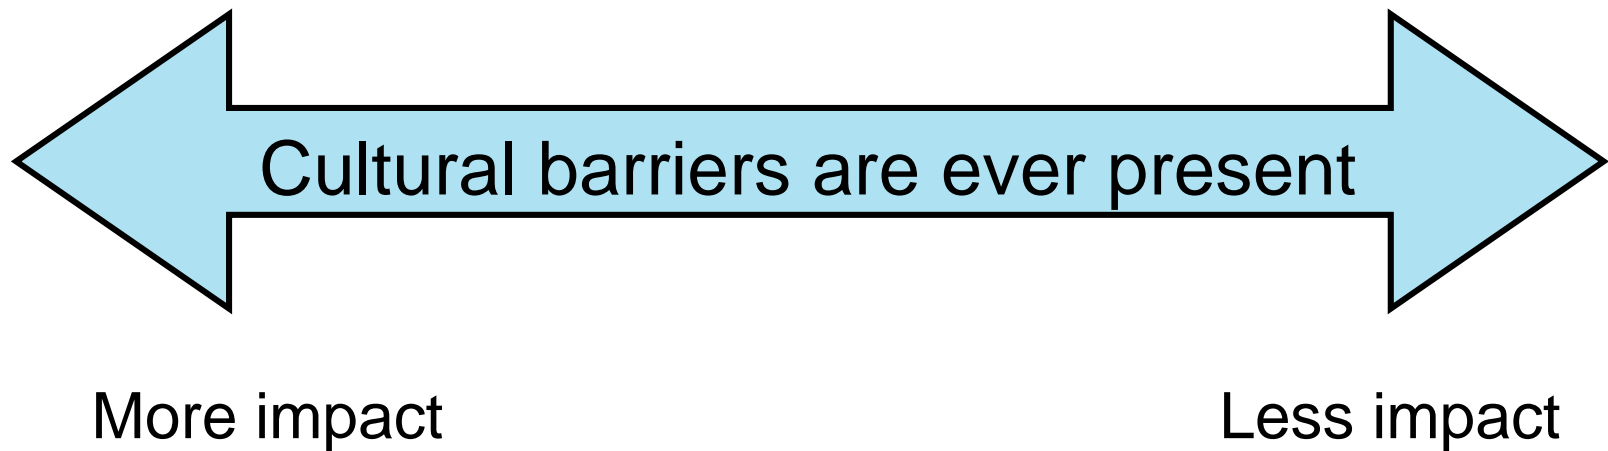 Cultural barriers are ever present
More impact
Less impact